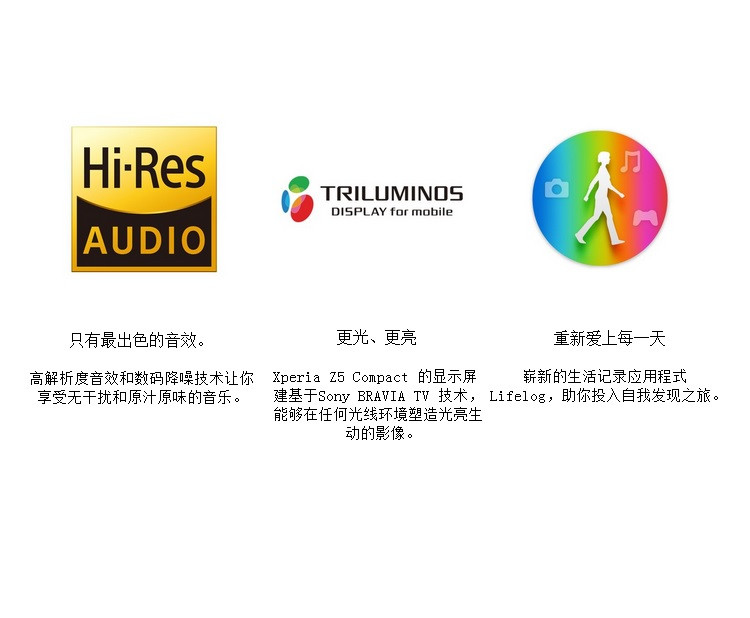 Hi-Res
AUDIO
TRILUMINOS
DISPLAY for mobile
只有最出色的音效。
高解析度音效和数码降噪技术让你
享受无干扰和原汁原味的音乐。
更光、更亮
Xperia Z5 Compact 的显示屏
建基于Sony BRAVIA TV 技术，
能够在任何光线环境塑造光亮生
动的影像。
重新爱上每一天
崭新的生活记录应用程式
Lifelog，助你投入自我发现之旅。